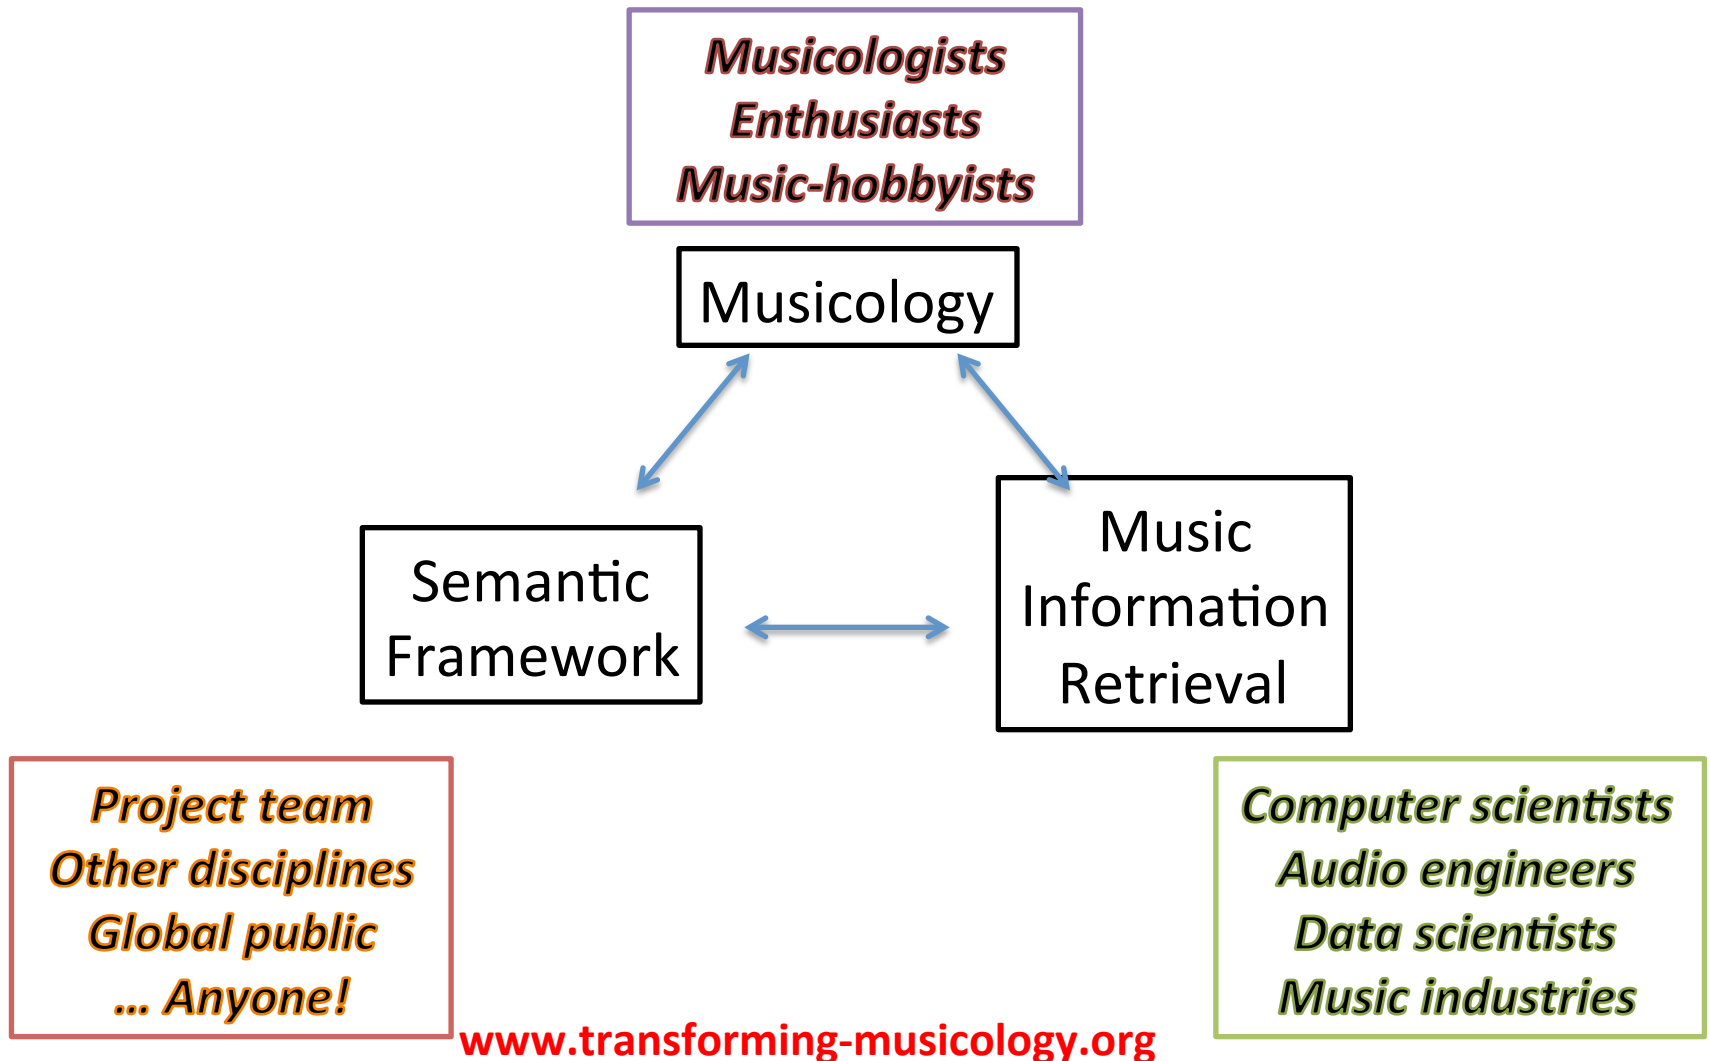 Musicologists
Enthusiasts
Music-hobbyists
Musicology
Semantic
Framework
Music
Information
Retrieval
Project team
Other disciplines
Global public
... Anyone!
Computer scientists
Audio engineers
Data scientists
Music industries
www.transforming-musicology.org